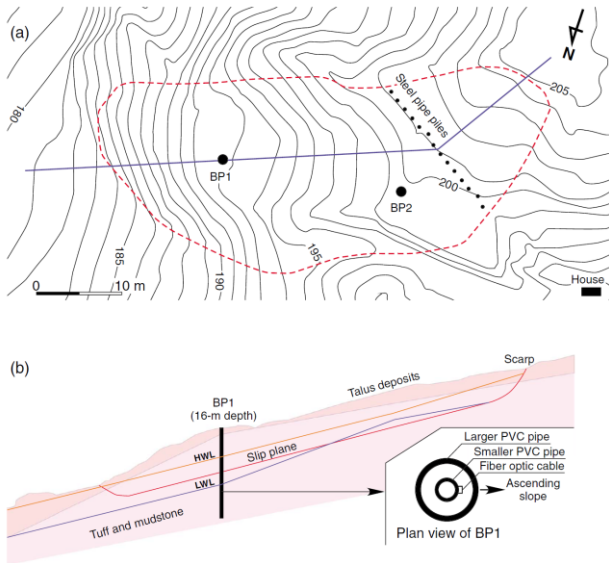 (a)
N
180
205
Steel pipe piles
BP1
200
BP2
195
185
190
0 10 m
House
(b)
Scarp
BP1
(16-m depth)
Talus deposits
HWL
Slip plane
LWL
Tuff and mudstone
Larger PVC pipe
Smaller PVC pipe
Fiber optic cable
Ascending
slope
Plan view of BP1